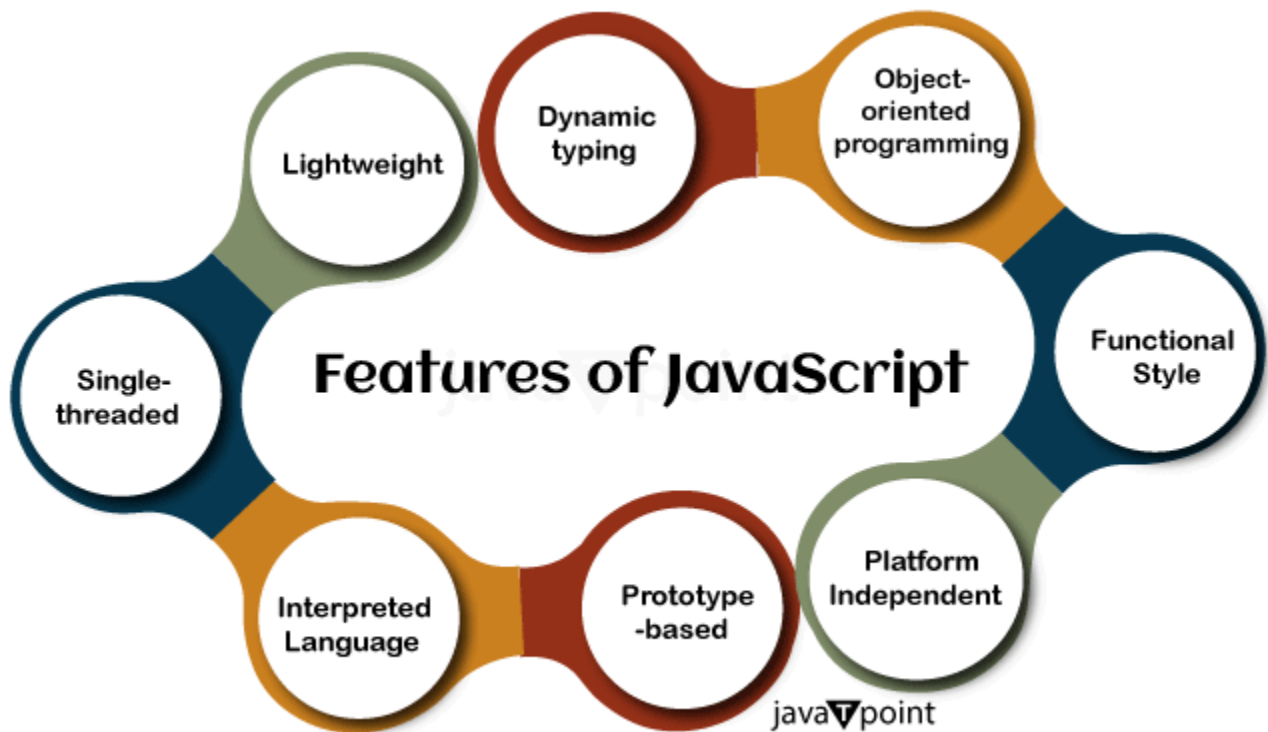 Lightweight
Dynamic
typing
Object-
oriented
programming
Functional
Style
Platform
Independent
Prototype
-based
Interpreted
Language
Single-
threaded
Features of JavaScript
javaTpoint